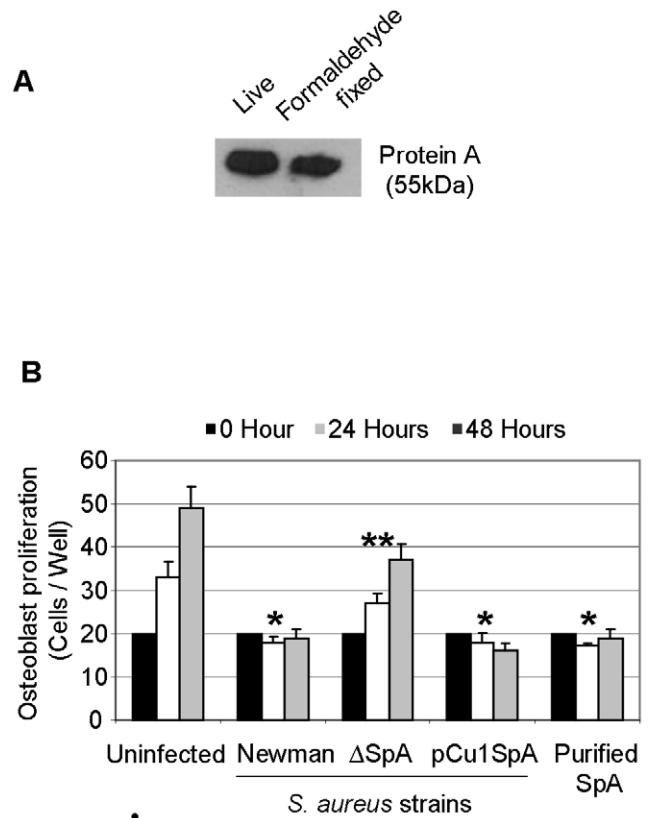 A
Live
Formaldehyde
fixed
Protein A
(55kDa)
B
0 Hour 24 Hours 48 Hours
60
50
40
30
20
10
0
Osteoblast proliferation
(Cells / Well)
*
**
*
*
Uninfected Newman ΔSpA pCu1SpA Purified
SpA
S. aureus strains